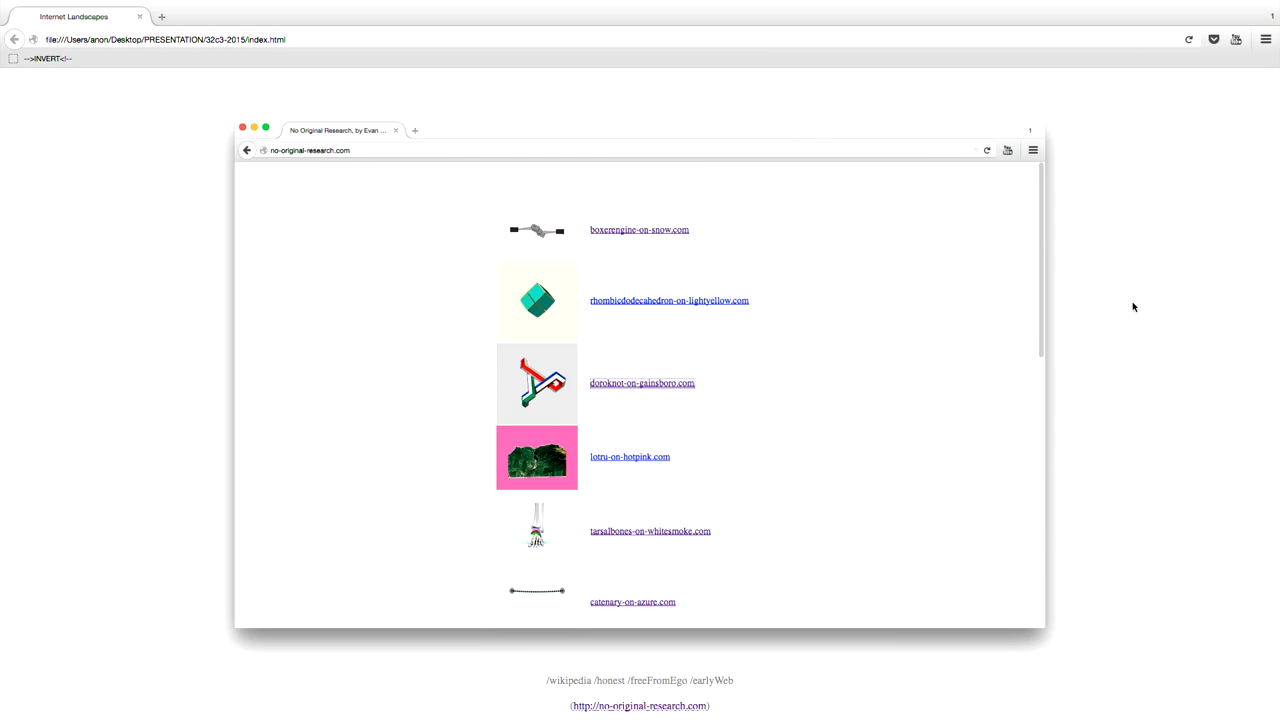 Internet Landscapes
1
file:///Users/anon/Desktop/PRESENTATION/32c3-2015/index.html
-->INVERT<!--
No Original Research, by Evan ...
1
no-original-research.com
boxerengine-on-snow.com
rhombicdodecahedron-on-lightyellow.com
doroknot-on-gainsboro.com
lotru-on-hotpink.com
tarsalbones-on-whitesmoke.com
catenary-on-azure.com
/wikipedia /honest /freeFromEgo /earlyWeb
(http://no-original-research.com)